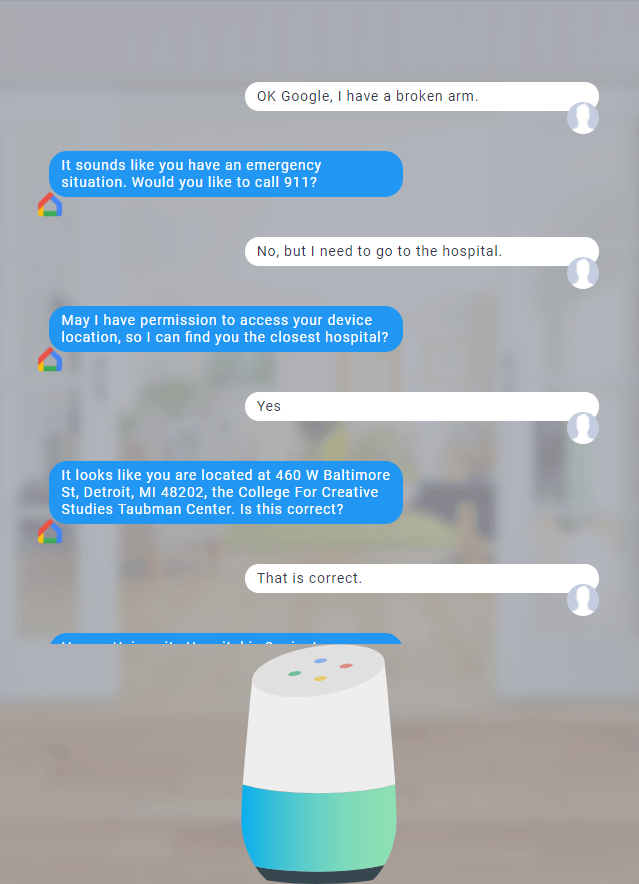 OK Google, I have a broken arm.
It sounds like you have an emergency
situation. Would you like to call 911?
No, but I need to go to the hospital.
May I have permission to access your device
location, so I can find you the closest hospital?
Yes
It looks like you are located at 460 W Baltimore
St, Detroit, MI 48202, the College For Creative
Studies Taubman Center. Is this correct?
That is correct.